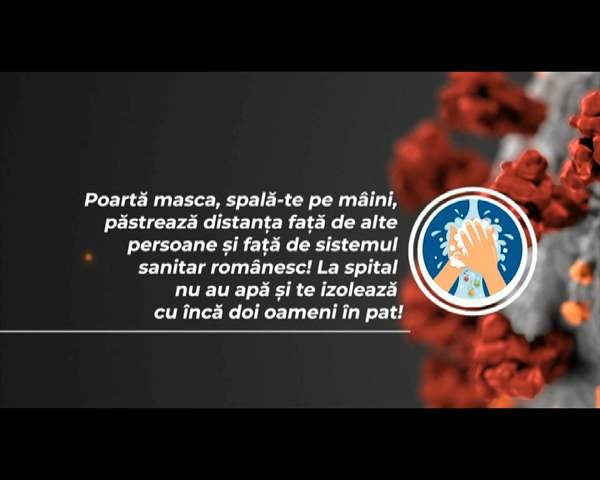 Poartă masca, spală-te pe mâini,
păstrează distanța față de alte
persoane și față de sistemul
sanitar românesc! La spital
nu au apă și te izolează
cu încă doi oameni în pat!